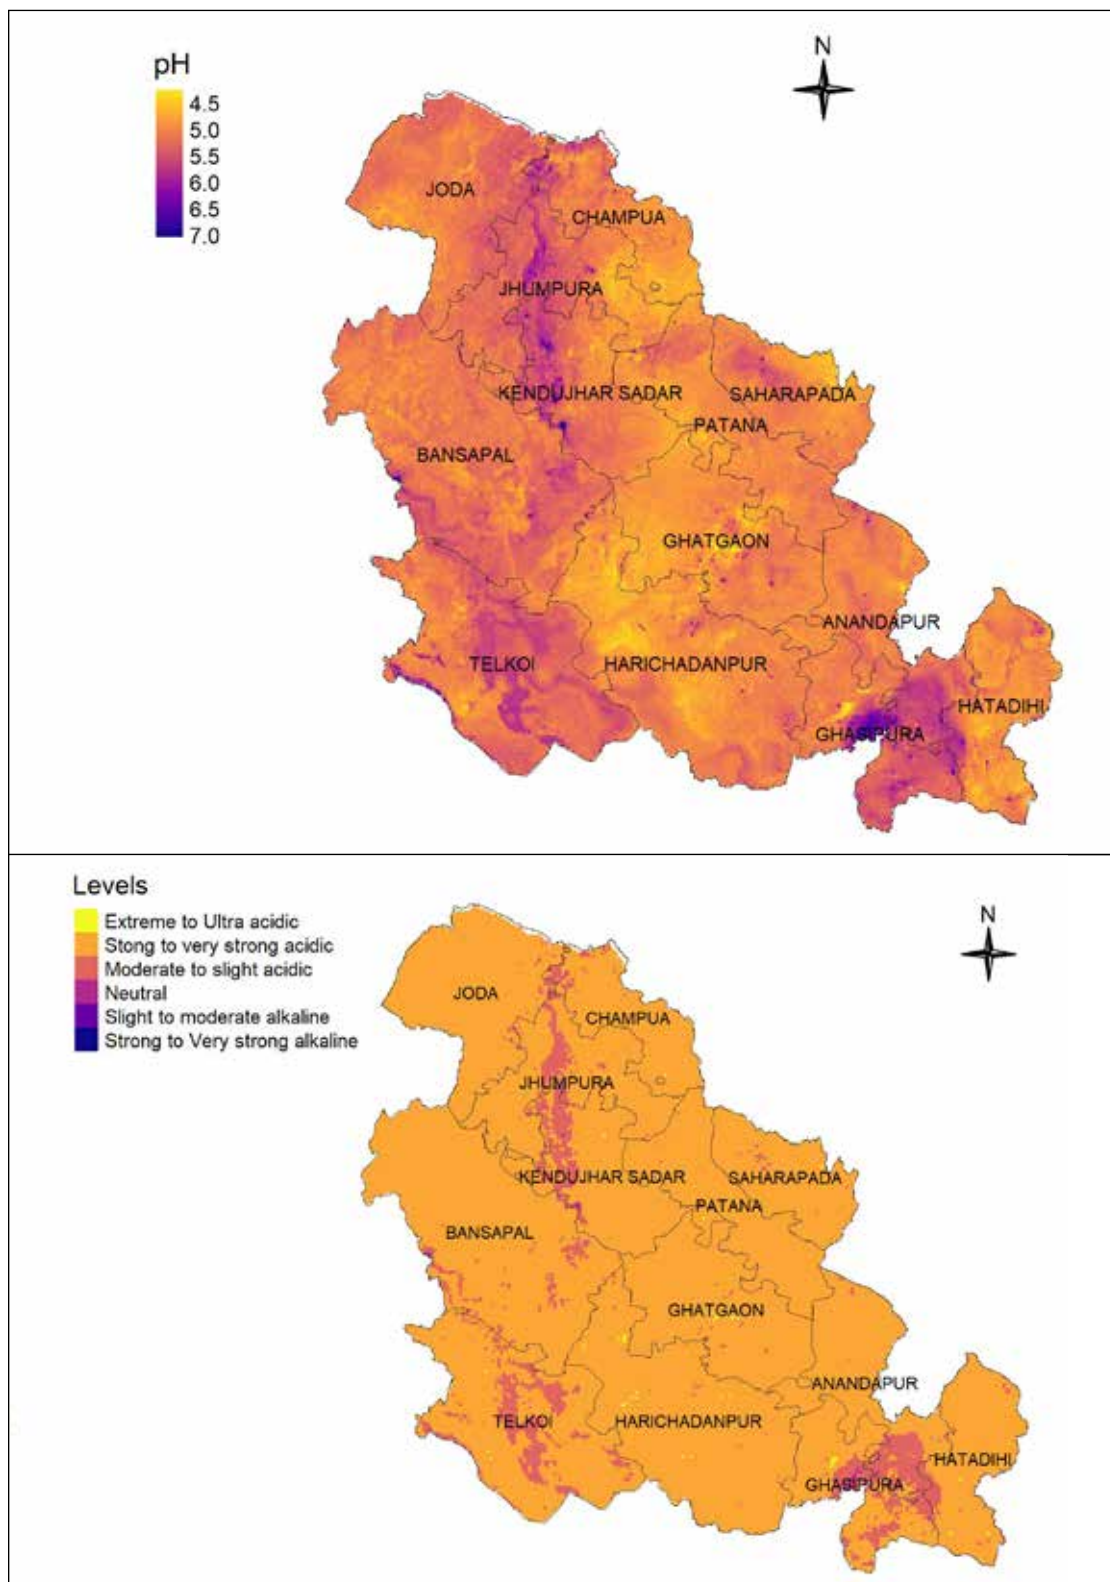 N
pH
4.5
5.0
5.5
6.0
6.5
7.0
JODA
CHAMPUA
JHUMPURA
KENDUJHAR SADAR
SAHARAPADA
PATANA
BANSAPAL
GHATGAON
ANANDAPUR
TELKOI
HARICHADANPUR
HATADIHI
GHASIPURA
Levels
Extreme to Ultra acidic
Stong to very strong acidic
Moderate to slight acidic
Neutral
Slight to moderate alkaline
Strong to Very strong alkaline
N
JODA
CHAMPUA
JHUMPURA
KENDUJHAR SADAR
SAHARAPADA
PATANA
BANSAPAL
GHATGAON
ANANDAPUR
TELKOI
HARICHADANPUR
HATADIHI
GHASIPURA